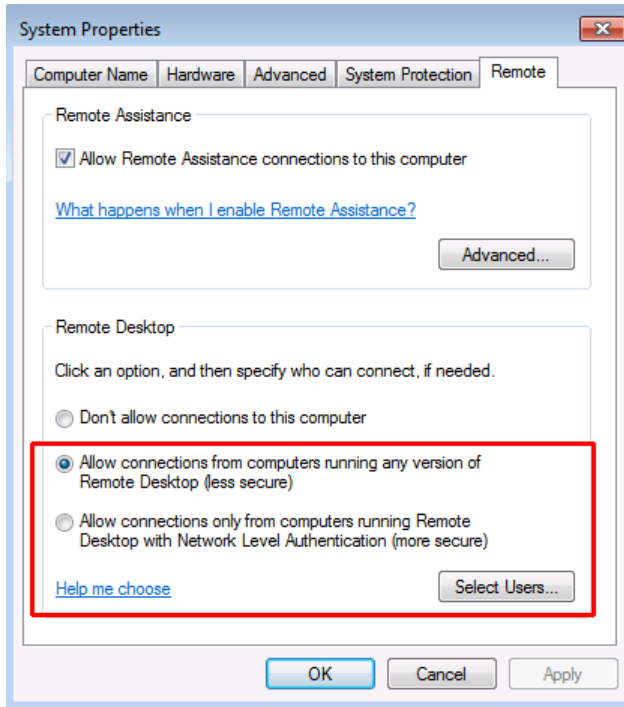 System Properties
Computer Name
Hardware
Advanced
System Protection
Remote
Remote Assistance
Allow Remote Assistance connections to this computer
What happens when I enable Remote Assistance?
Advanced...
Remote Desktop
Click an option, and then specify who can connect, if needed.
Don't allow connections to this computer
Allow connections from computers running any version of
Remote Desktop (less secure)
Allow connections only from computers running Remote
Desktop with Network Level Authentication (more secure)
Help me choose
Select Users...
OK
Cancel
Apply